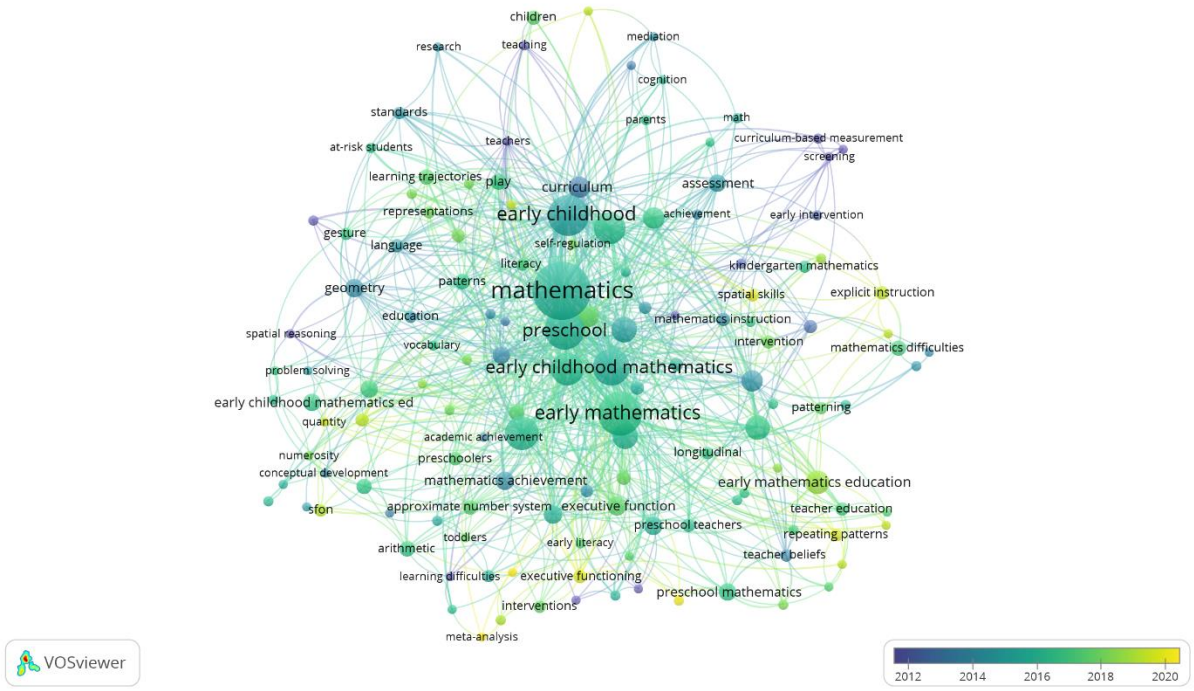 children
teaching
research
mediation
cognition
standards
parents
math
teachers
curriculum-based measurement
at-risk students
screening
learning trajectories
play
curriculum
assessment
representations
early childhood
achievement
early intervention
gesture
language
self-regulation
literacy
kindergarten mathematics
patterns
geometry
mathematics
spatial skills
explicit instruction
education
mathematics instruction
spatial reasoning
preschool
vocabulary
intervention
mathematics difficulties
problem solving
early childhood mathematics
early childhood mathematics ed
patterning
quantity
early mathematics
academic achievement
numerosity
preschoolers
longitudinal
conceptual development
mathematics achievement
early mathematics education
sfon
approximate number system
executive function
teacher education
preschool teachers
repeating patterns
toddlers
early literacy
arithmetic
teacher beliefs
learning difficulties
executive functioning
preschool mathematics
interventions
meta-analysis
VOSviewer
2012 2014 2016 2018 2020